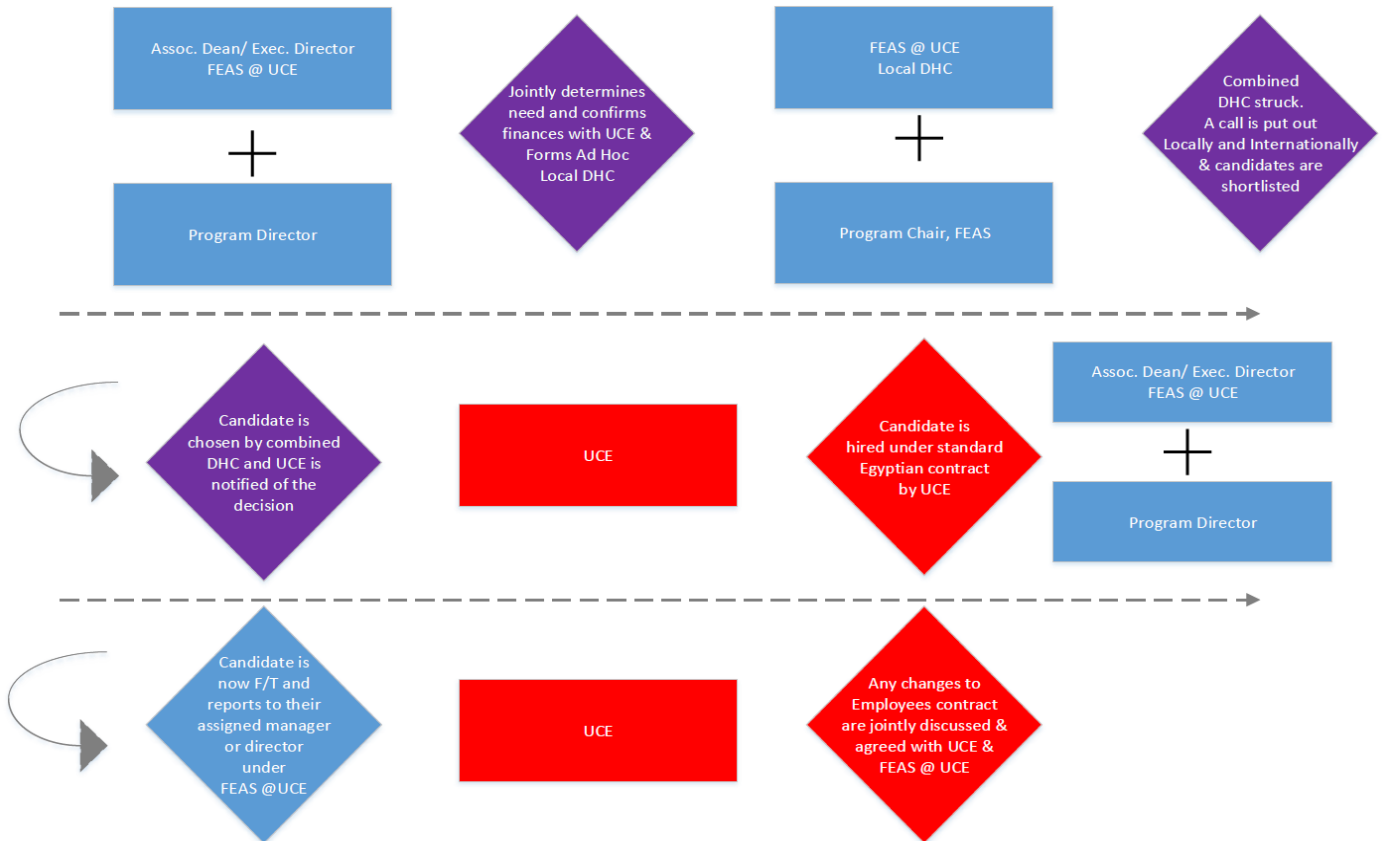 Assoc. Dean/ Exec. Director
FEAS @ UCE
Program Director
Jointly determines
need and confirms
finances with UCE &
Forms Ad Hoc
Local DHC
FEAS @ UCE
Local DHC
Program Chair, FEAS
Combined
DHC struck.
A call is put out
Locally and Internationally
& candidates are
shortlisted
Candidate is
chosen by combined
DHC and UCE is
notified of the
decision
UCE
Candidate is
hired under standard
Egyptian contract
by UCE
Assoc. Dean/ Exec. Director
FEAS @ UCE
Program Director
Candidate is
now F/T and
reports to their
assigned manager
or director
under
FEAS @UCE
UCE
Any changes to
Employees contract
are jointly discussed &
agreed with UCE &
FEAS @ UCE